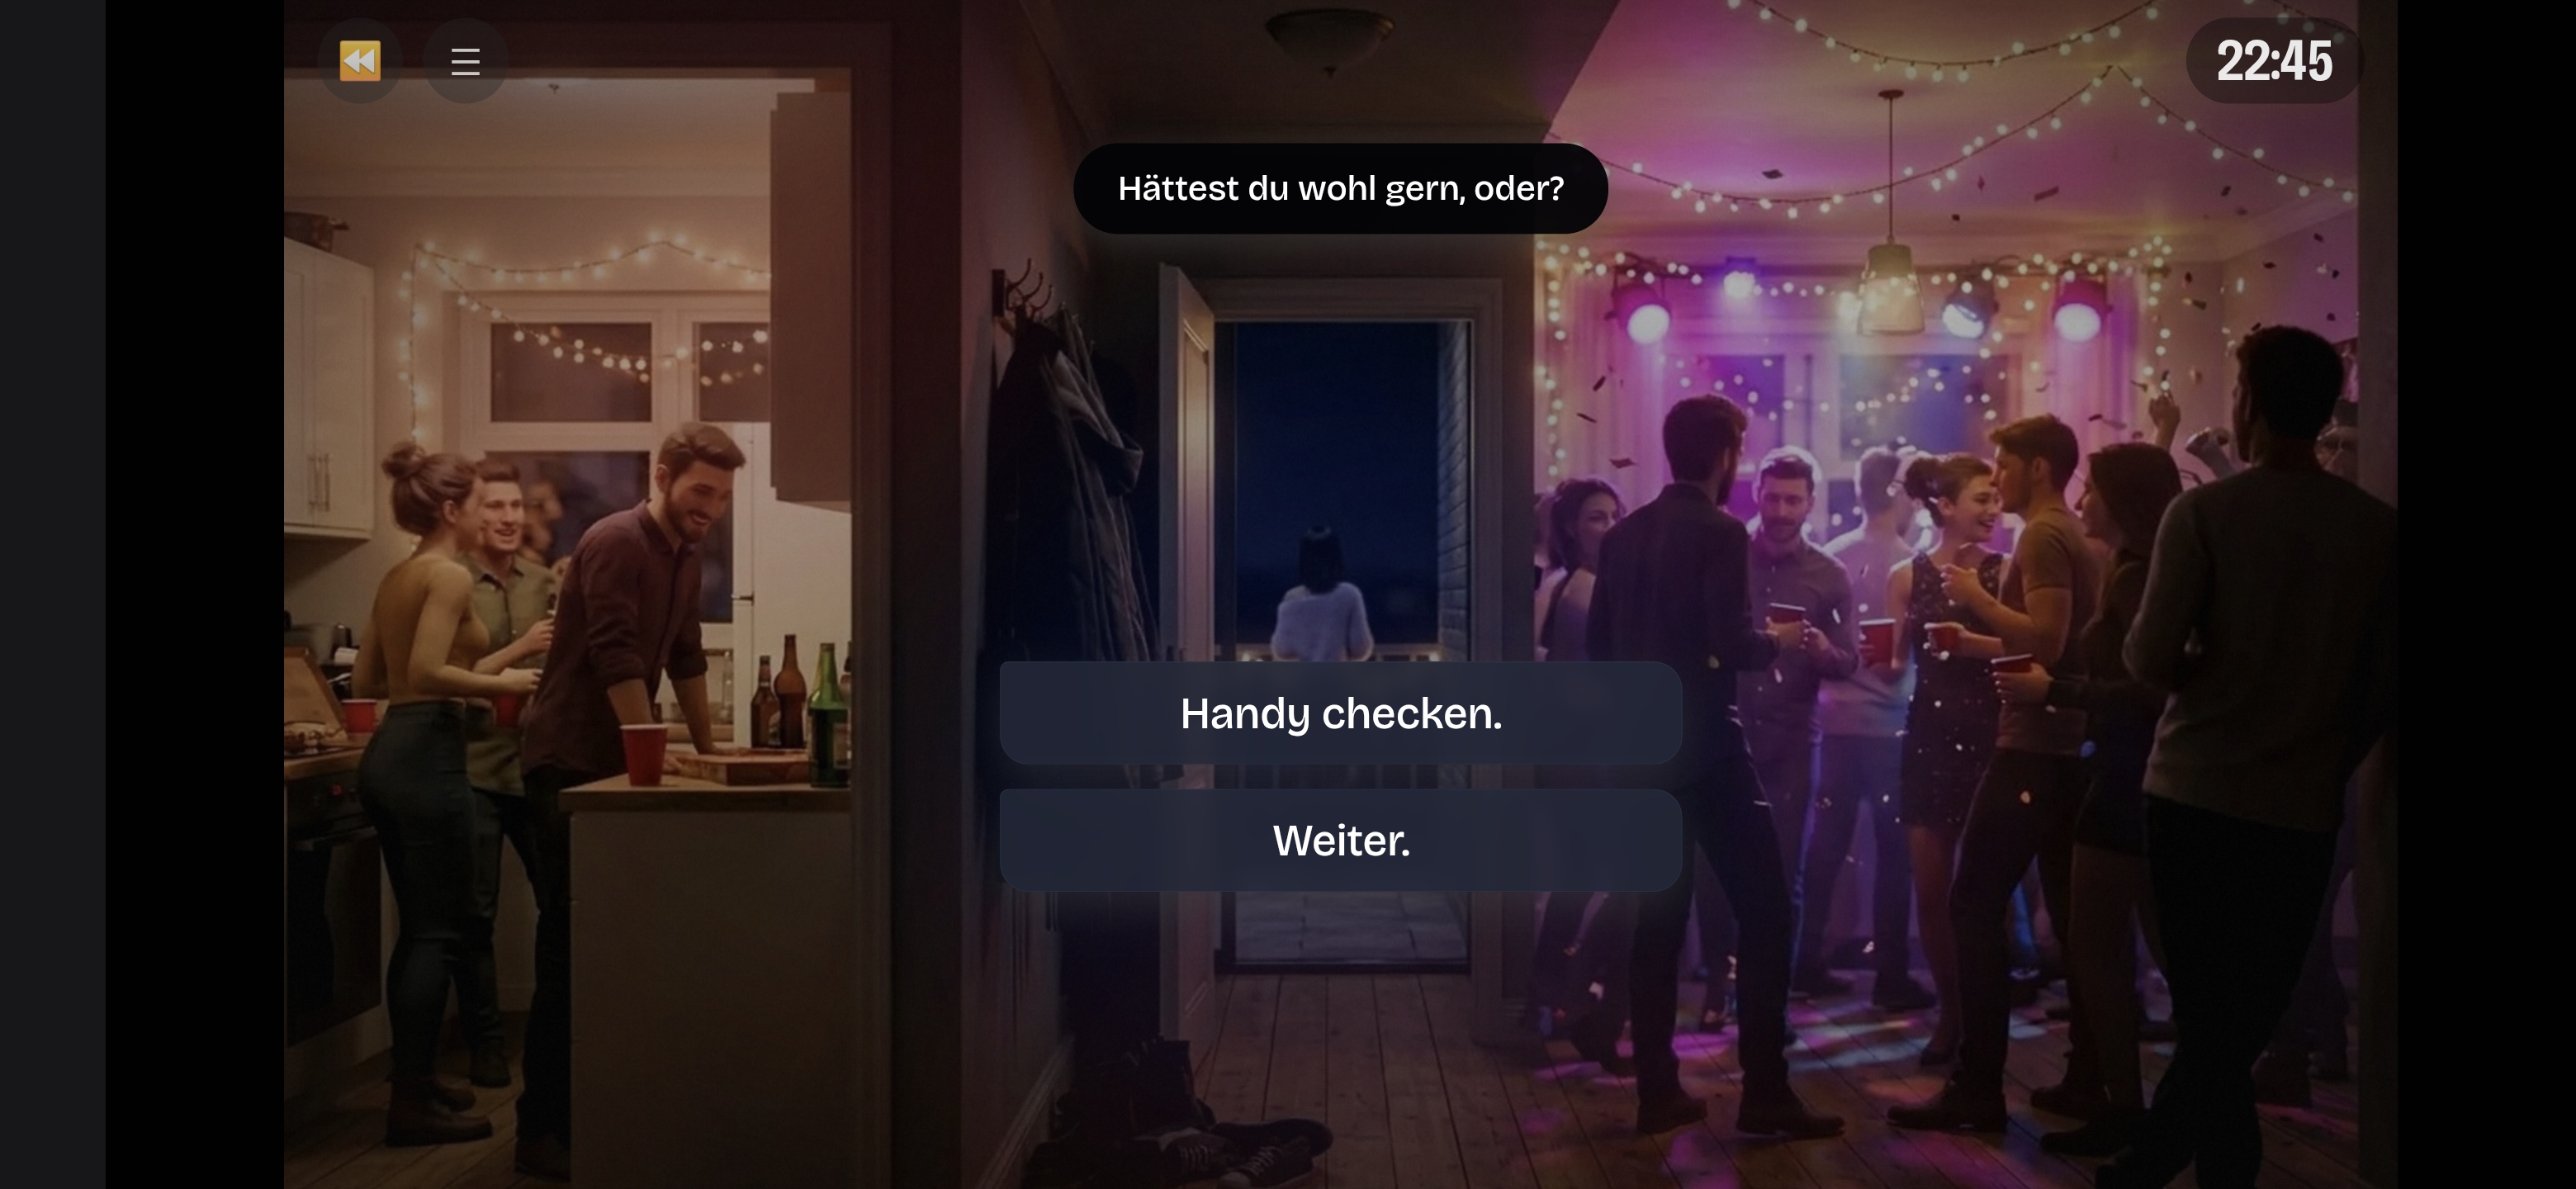 22:45
Hättest du wohl gern, oder?
Handy checken.
Weiter.